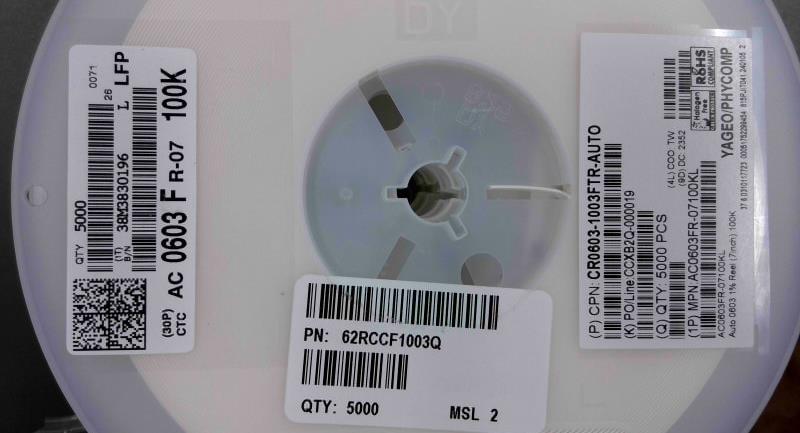 0071
26
LFP
QTY 5000
(1T) 38M3830196 L
B/N
(30P) AC 0603 F R-07 100K
CTC
PN: 62RCCF1003Q
QTY: 5000 MSL 2
(P) CPN: CR0603-1003FTR-AUTO
(K) PO/Line:CCXB2Q-000019
(Q) QTY: 5000 PCS
(4L) COO: TW
(9D) DC: 2352
(1P) MPN:AC0603FR-07100KL
AC0603FR-07100KL
Auto 0603 1% Reel (7inch) 100K
Halogen
Free
RoHS
COMPLIANT
YAGEO/PHYCOMP